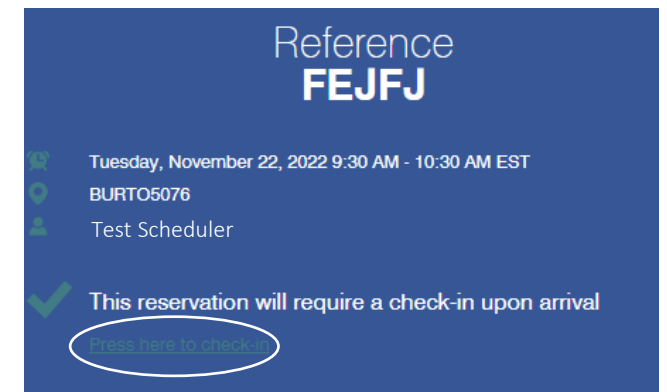 Reference
FEJFJ
Tuesday, November 22, 2022 9:30 AM - 10:30 AM EST
BURTO5076
Test Scheduler
This reservation will require a check-in upon arrival
Press here to check-in